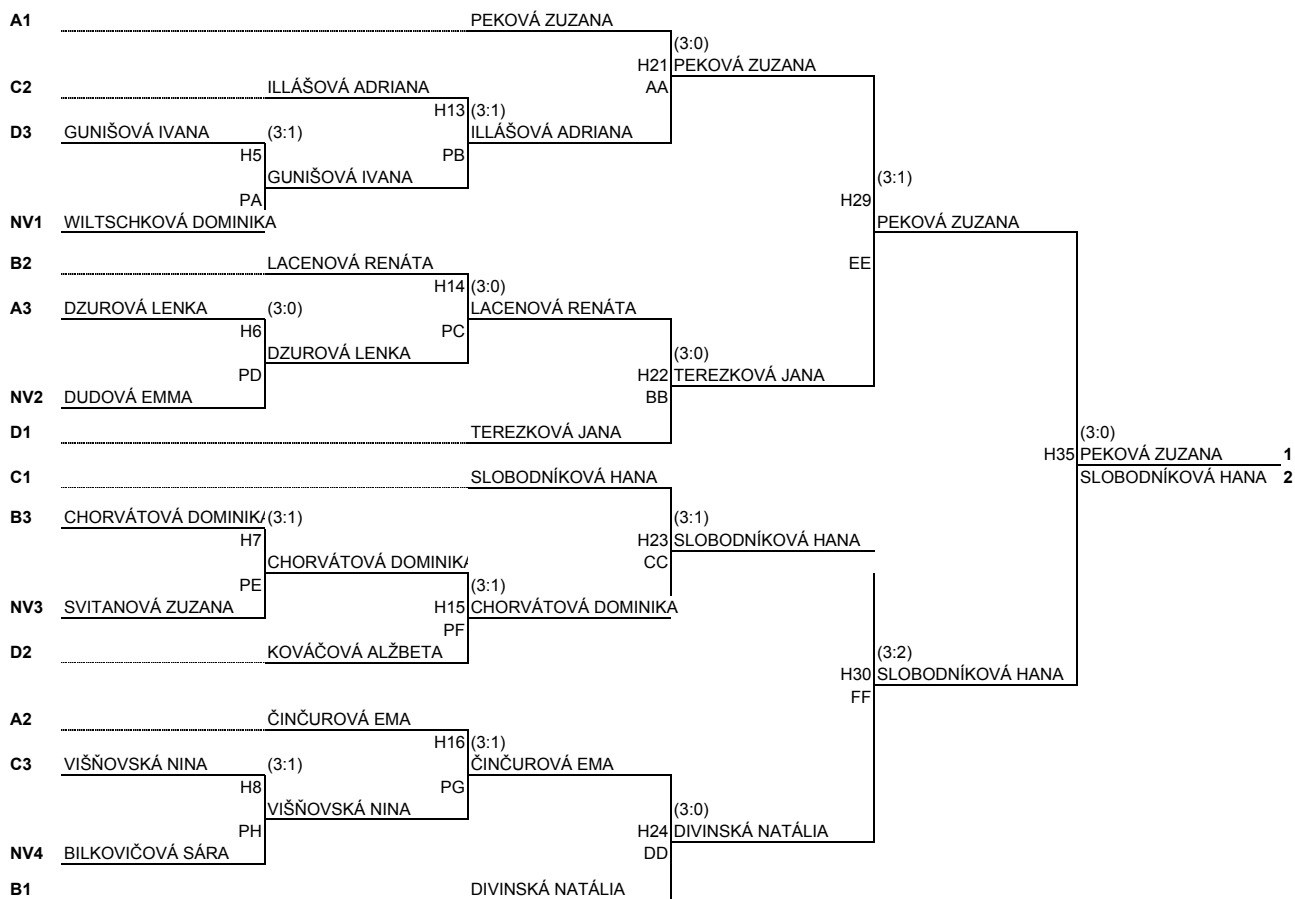 A1 PEKOVÁ ZUZANA
(3:0)
H21 PEKOVÁ ZUZANA
C2 ILLÁŠOVÁ ADRIANA AA
H13 (3:1)
D3 GUNIŠOVÁ IVANA (3:1) ILLÁŠOVÁ ADRIANA
H5 PB
GUNIŠOVÁ IVANA (3:1)
PA H29
NV1 WILTSCHKOVÁ DOMINIKA PEKOVÁ ZUZANA
B2 LACENOVÁ RENÁTA EE
H14 (3:0)
A3 DZUROVÁ LENKA (3:0) LACENOVÁ RENÁTA
H6 PC
DZUROVÁ LENKA (3:0)
PD H22 TEREZKOVÁ JANA
NV2 DUDOVÁ EMMA BB
D1 TEREZKOVÁ JANA (3:0)
H35 PEKOVÁ ZUZANA 1
C1 SLOBODNÍKOVÁ HANA SLOBODNÍKOVÁ HANA 2
B3 CHORVÁTOVÁ DOMINIK (3:1) (3:1)
H7 H23 SLOBODNÍKOVÁ HANA
CHORVÁTOVÁ DOMINIK CC
PE (3:1)
NV3 SVITANOVÁ ZUZANA H15 CHORVÁTOVÁ DOMINIKA
PF
D2 KOVÁČOVÁ ALŽBETA (3:2)
H30 SLOBODNÍKOVÁ HANA
FF
A2 ČINČUROVÁ EMA
H16 (3:1)
C3 VIŠŇOVSKÁ NINA (3:1) ČINČUROVÁ EMA
H8 PG
VIŠŇOVSKÁ NINA (3:0)
PH H24 DIVINSKÁ NATÁLIA
NV4 BILKOVIČOVÁ SÁRA DD
B1 DIVINSKÁ NATÁLIA